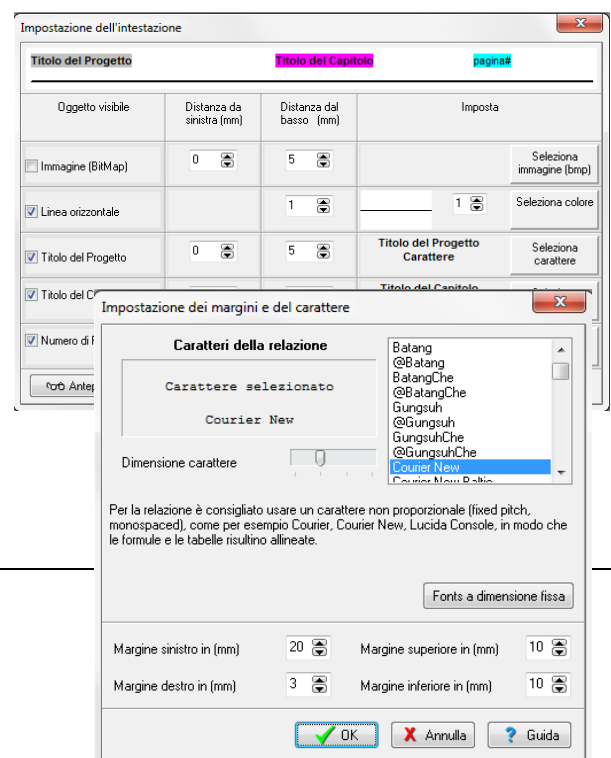 Impostazione dell'intestazione
Titolo del Progetto Titolo del Capitolo pagina#
Oggetto visibile Distanza da sinistra (mm) Distanza dal basso (mm) Imposta
Immagine (BitMap) 0 5 Seleziona immagine (bmp)
Linea orizzontale 1 1 Seleziona colore
Titolo del Progetto 0 5 Titolo del Progetto Carattere Seleziona carattere
Titolo del Titolo del Capitolo
Numero di
Impostazione dei margini e del carattere
Caratteri della relazione
Carattere selezionato
Courier New
Batang
@Batang
BatangChe
@BatangChe
Gungsuh
@Gungsuh
GungsuhChe
@GungsuhChe
Courier New
Courier New Baltic
Dimensione carattere
Per la relazione è consigliato usare un carattere non proporzionale (fixed pitch,
monospaced), come per esempio Courier, Courier New, Lucida Console, in modo che
le formule e le tabelle risultino allineate.
Fonts a dimensione fissa
Margine sinistro in (mm) 20 Margine superiore in (mm) 10
Margine destro in (mm) 3 Margine inferiore in (mm) 10
OK Annulla Guida